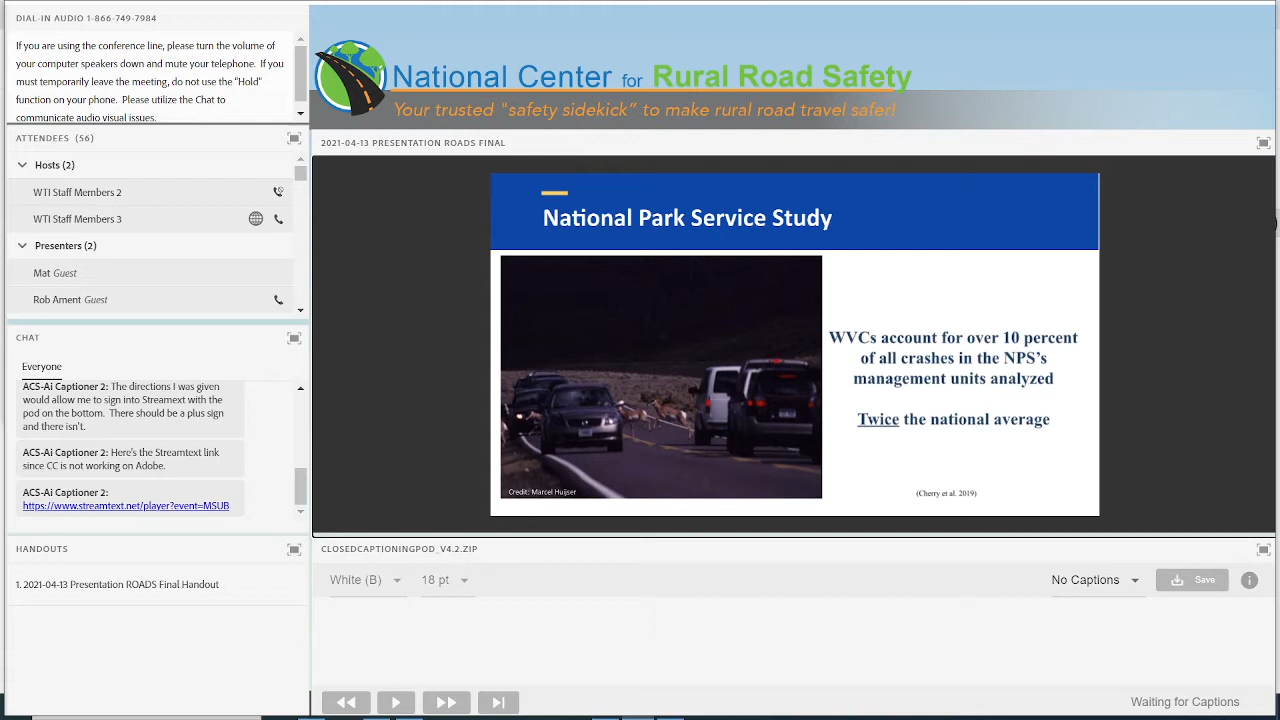 DIAL-IN AUDIO 1-866-749-7984
If you are using the conference line, please turn the volume of
your computer speakers down and mute your telephone. If you
must temporarily leave the meeting, do not use the "Hold"
function on your phone. Please utilize the Chat to
communicate audio visual issues.
ATTENDEES (56)
Hosts (2)
WTI Staff Members 2
WTI Staff Members 3
Presenters (2)
Mat Guest
Rob Ament Guest
CHAT
Everyone
ACS-Ai Captioner 2: The directions I was given
would allow me to sign into Streamext with the
pod on the bottom. There should be a plus sign
and there isn't.
ACS-Ai Captioner 2: Here's the Streamtext link
since CC is not working on Adobe.
ACS-Ai Captioner 2:
https://www.streamtext.net/player?event=MSUB
HANDOUTS
1. 2021-04-13 Presentation ROADS Final Handout
National Center for Rural Road Safety
Your trusted "safety sidekick" to make rural road travel safer!
2021-04-13 PRESENTATION ROADS FINAL
National Park Service Study
Credit: Marcel Huijser
WVCs account for over 10 percent
of all crashes in the NPS's
management units analyzed
Twice the national average
(Cherry et al. 2019)
CLOSEDCAPTIONINGPOD_V4.2.ZIP
White (B) 18 pt No Captions Save
Waiting for Captions